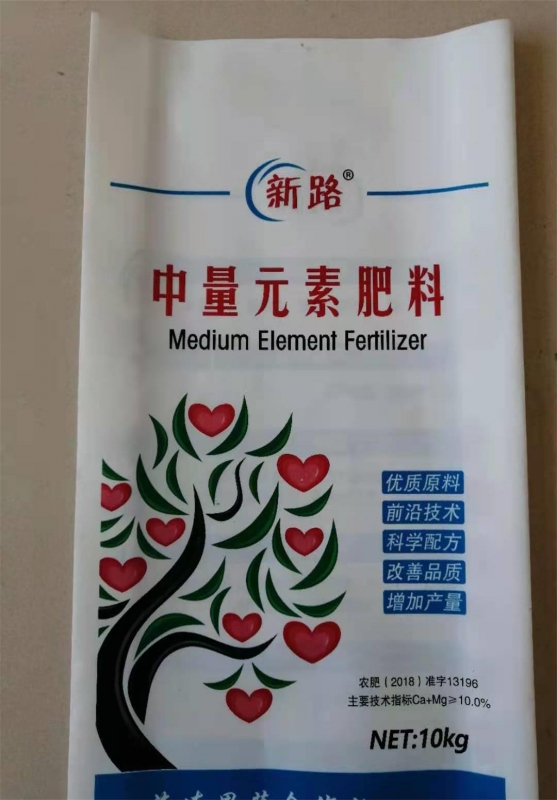 新路®
中量元素肥料
Medium Element Fertilizer
优质原料
前沿技术
科学配方
改善品质
增加产量
农肥（2018）准字13196
主要技术指标Ca+Mg≥10.0%
NET:10kg